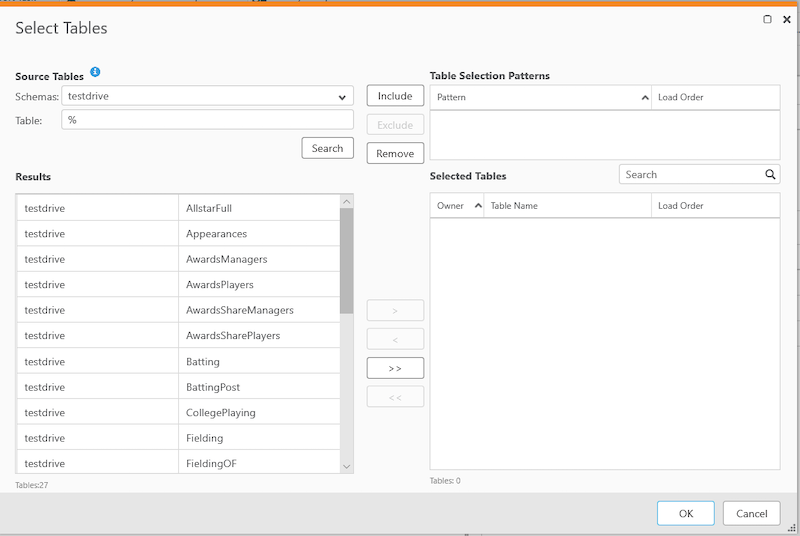 Select Tables
Source Tables
Schemas: testdrive
Table: %
Search
Results
testdrive AllstarFull
testdrive Appearances
testdrive AwardsManagers
testdrive AwardsPlayers
testdrive AwardsShareManagers
testdrive AwardsSharePlayers
testdrive Batting
testdrive BattingPost
testdrive CollegePlaying
testdrive Fielding
testdrive FieldingOF
Tables:27
Include
Exclude
Remove
>
<
>>
<<
Table Selection Patterns
Pattern Load Order
Selected Tables Search
Owner Table Name Load Order
Tables: 0
OK Cancel